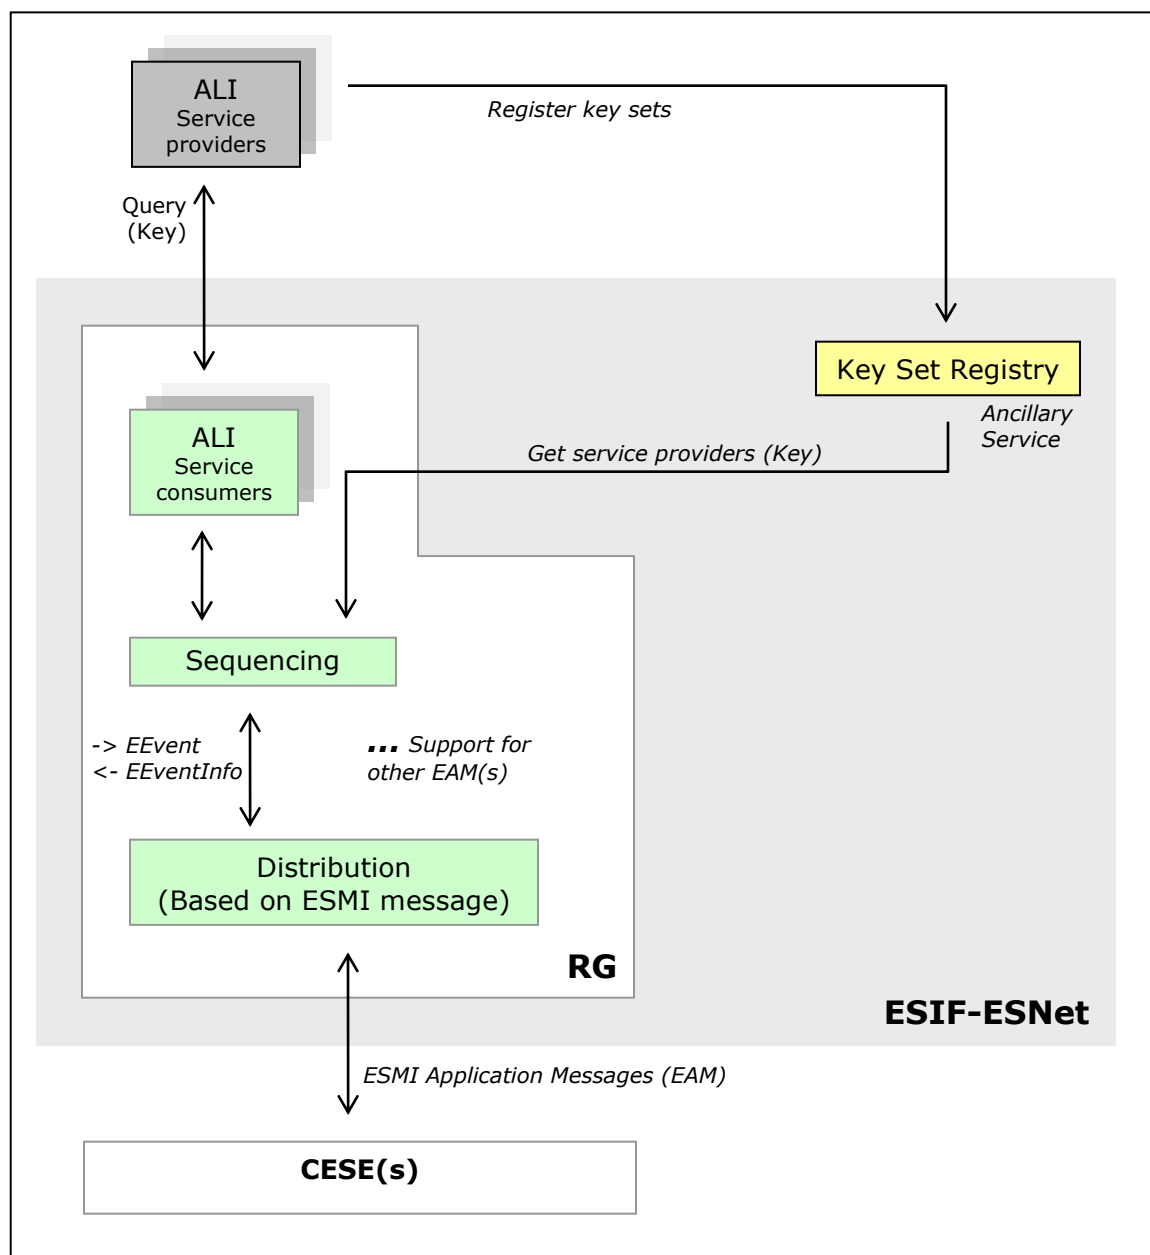 ALI
Service
providers
Register key sets
Query
(Key)
Key Set Registry
Ancillary
Service
ALI
Service
consumers
Get service providers (Key)
Sequencing
-> EEvent
<- EEventInfo
... Support for
other EAM(s)
Distribution
(Based on ESMI message)
RG
ESIF-ESNet
ESMI Application Messages (EAM)
CESE(s)